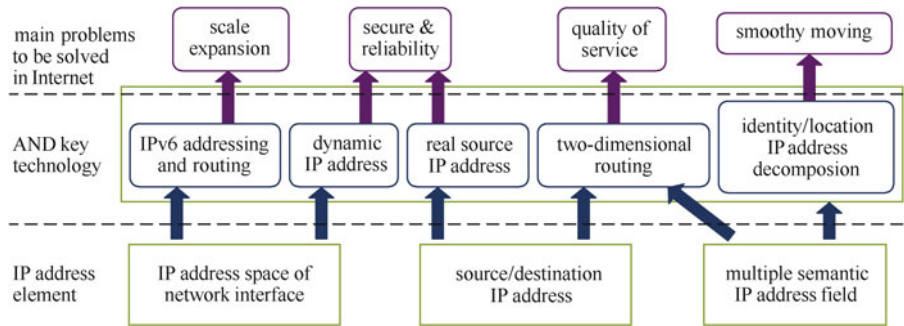 main problems
to be solved
in Internet
scale
expansion
secure &
reliability
quality of
service
smoothy moving
AND key
technology
IPv6 addressing
and routing
dynamic
IP address
real source
IP address
two-dimensional
routing
identity/location
IP address
decomposion
IP address
element
IP address space of
network interface
source/destination
IP address
multiple semantic
IP address field